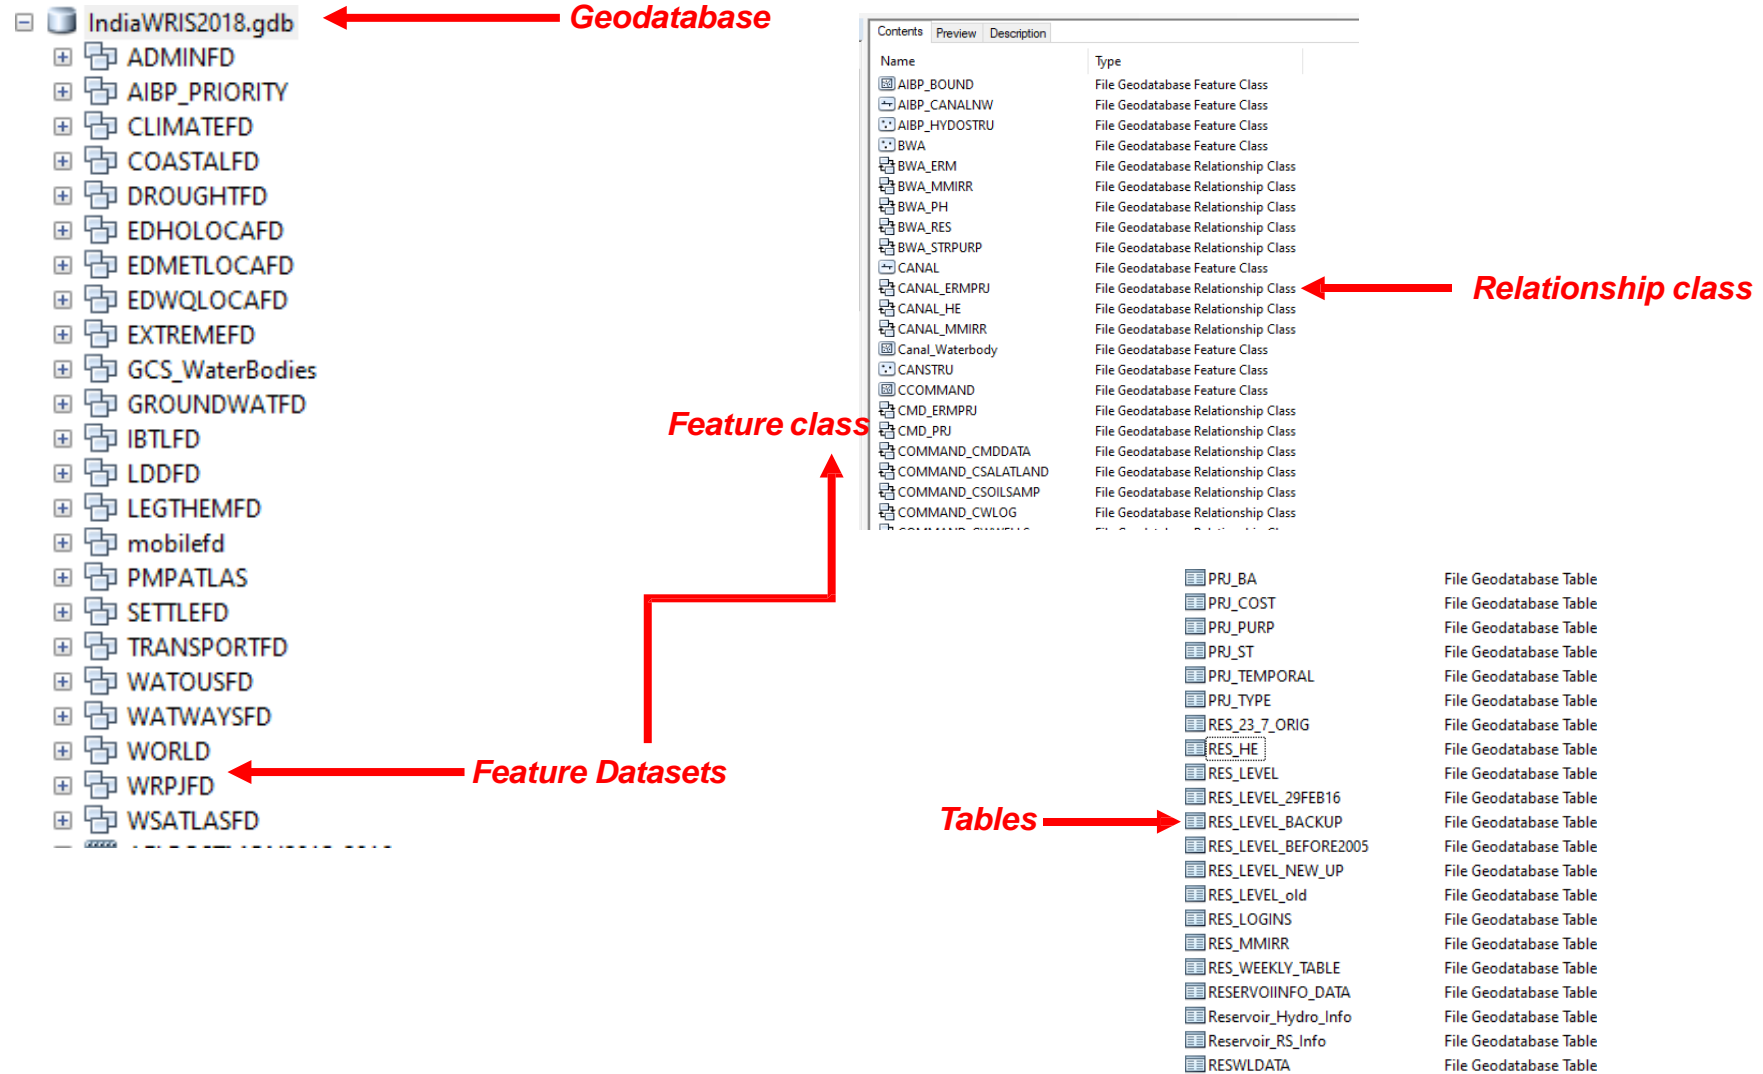 IndiaWRIS2018.gdb
Geodatabase
ADMINFD
AIBP_PRIORITY
CLIMATEFD
COASTALFD
DROUGHTFD
EDHOLOCAFD
EDMETLOCAFD
EDWQLOCAFD
EXTREMEFD
GCS_WaterBodies
GROUNDWATFD
IBTLFD
LDDFD
LEGTHEMFD
mobilefd
PMPATLAS
SETTLEFD
TRANSPORTFD
WATOUSFD
WATWAYSFD
WORLD
WRPJFD
WSATLASFD
Feature Datasets
Feature class
Contents Preview Description
Name Type
AIBP_BOUND File Geodatabase Feature Class
AIBP_CANALNW File Geodatabase Feature Class
AIBP_HYDOSTRU File Geodatabase Feature Class
BWA File Geodatabase Feature Class
BWA_ERM File Geodatabase Relationship Class
BWA_MMIRR File Geodatabase Relationship Class
BWA_PH File Geodatabase Relationship Class
BWA_RES File Geodatabase Relationship Class
BWA_STRPURP File Geodatabase Relationship Class
CANAL File Geodatabase Feature Class
CANAL_ERMPRJ File Geodatabase Relationship Class
CANAL_HE File Geodatabase Relationship Class
CANAL_MMIRR File Geodatabase Relationship Class
Canal_Waterbody File Geodatabase Feature Class
CANSTRU File Geodatabase Feature Class
CCOMMAND File Geodatabase Feature Class
CMD_ERMPRJ File Geodatabase Relationship Class
CMD_PRJ File Geodatabase Relationship Class
COMMAND_CMDDATA File Geodatabase Relationship Class
COMMAND_CSALATLAND File Geodatabase Relationship Class
COMMAND_CSOILSAMP File Geodatabase Relationship Class
COMMAND_CWLOG File Geodatabase Relationship Class
Relationship class
PRJ_BA File Geodatabase Table
PRJ_COST File Geodatabase Table
PRJ_PURP File Geodatabase Table
PRJ_ST File Geodatabase Table
PRJ_TEMPORAL File Geodatabase Table
PRJ_TYPE File Geodatabase Table
RES_23_7_ORIG File Geodatabase Table
RES_HE File Geodatabase Table
RES_LEVEL File Geodatabase Table
RES_LEVEL_29FEB16 File Geodatabase Table
Tables
RES_LEVEL_BACKUP File Geodatabase Table
RES_LEVEL_BEFORE2005 File Geodatabase Table
RES_LEVEL_NEW_UP File Geodatabase Table
RES_LEVEL_old File Geodatabase Table
RES_LOGINS File Geodatabase Table
RES_MMIRR File Geodatabase Table
RES_WEEKLY_TABLE File Geodatabase Table
RESERVOIINFO_DATA File Geodatabase Table
Reservoir_Hydro_Info File Geodatabase Table
Reservoir_RS_Info File Geodatabase Table
RESWLDATA File Geodatabase Table